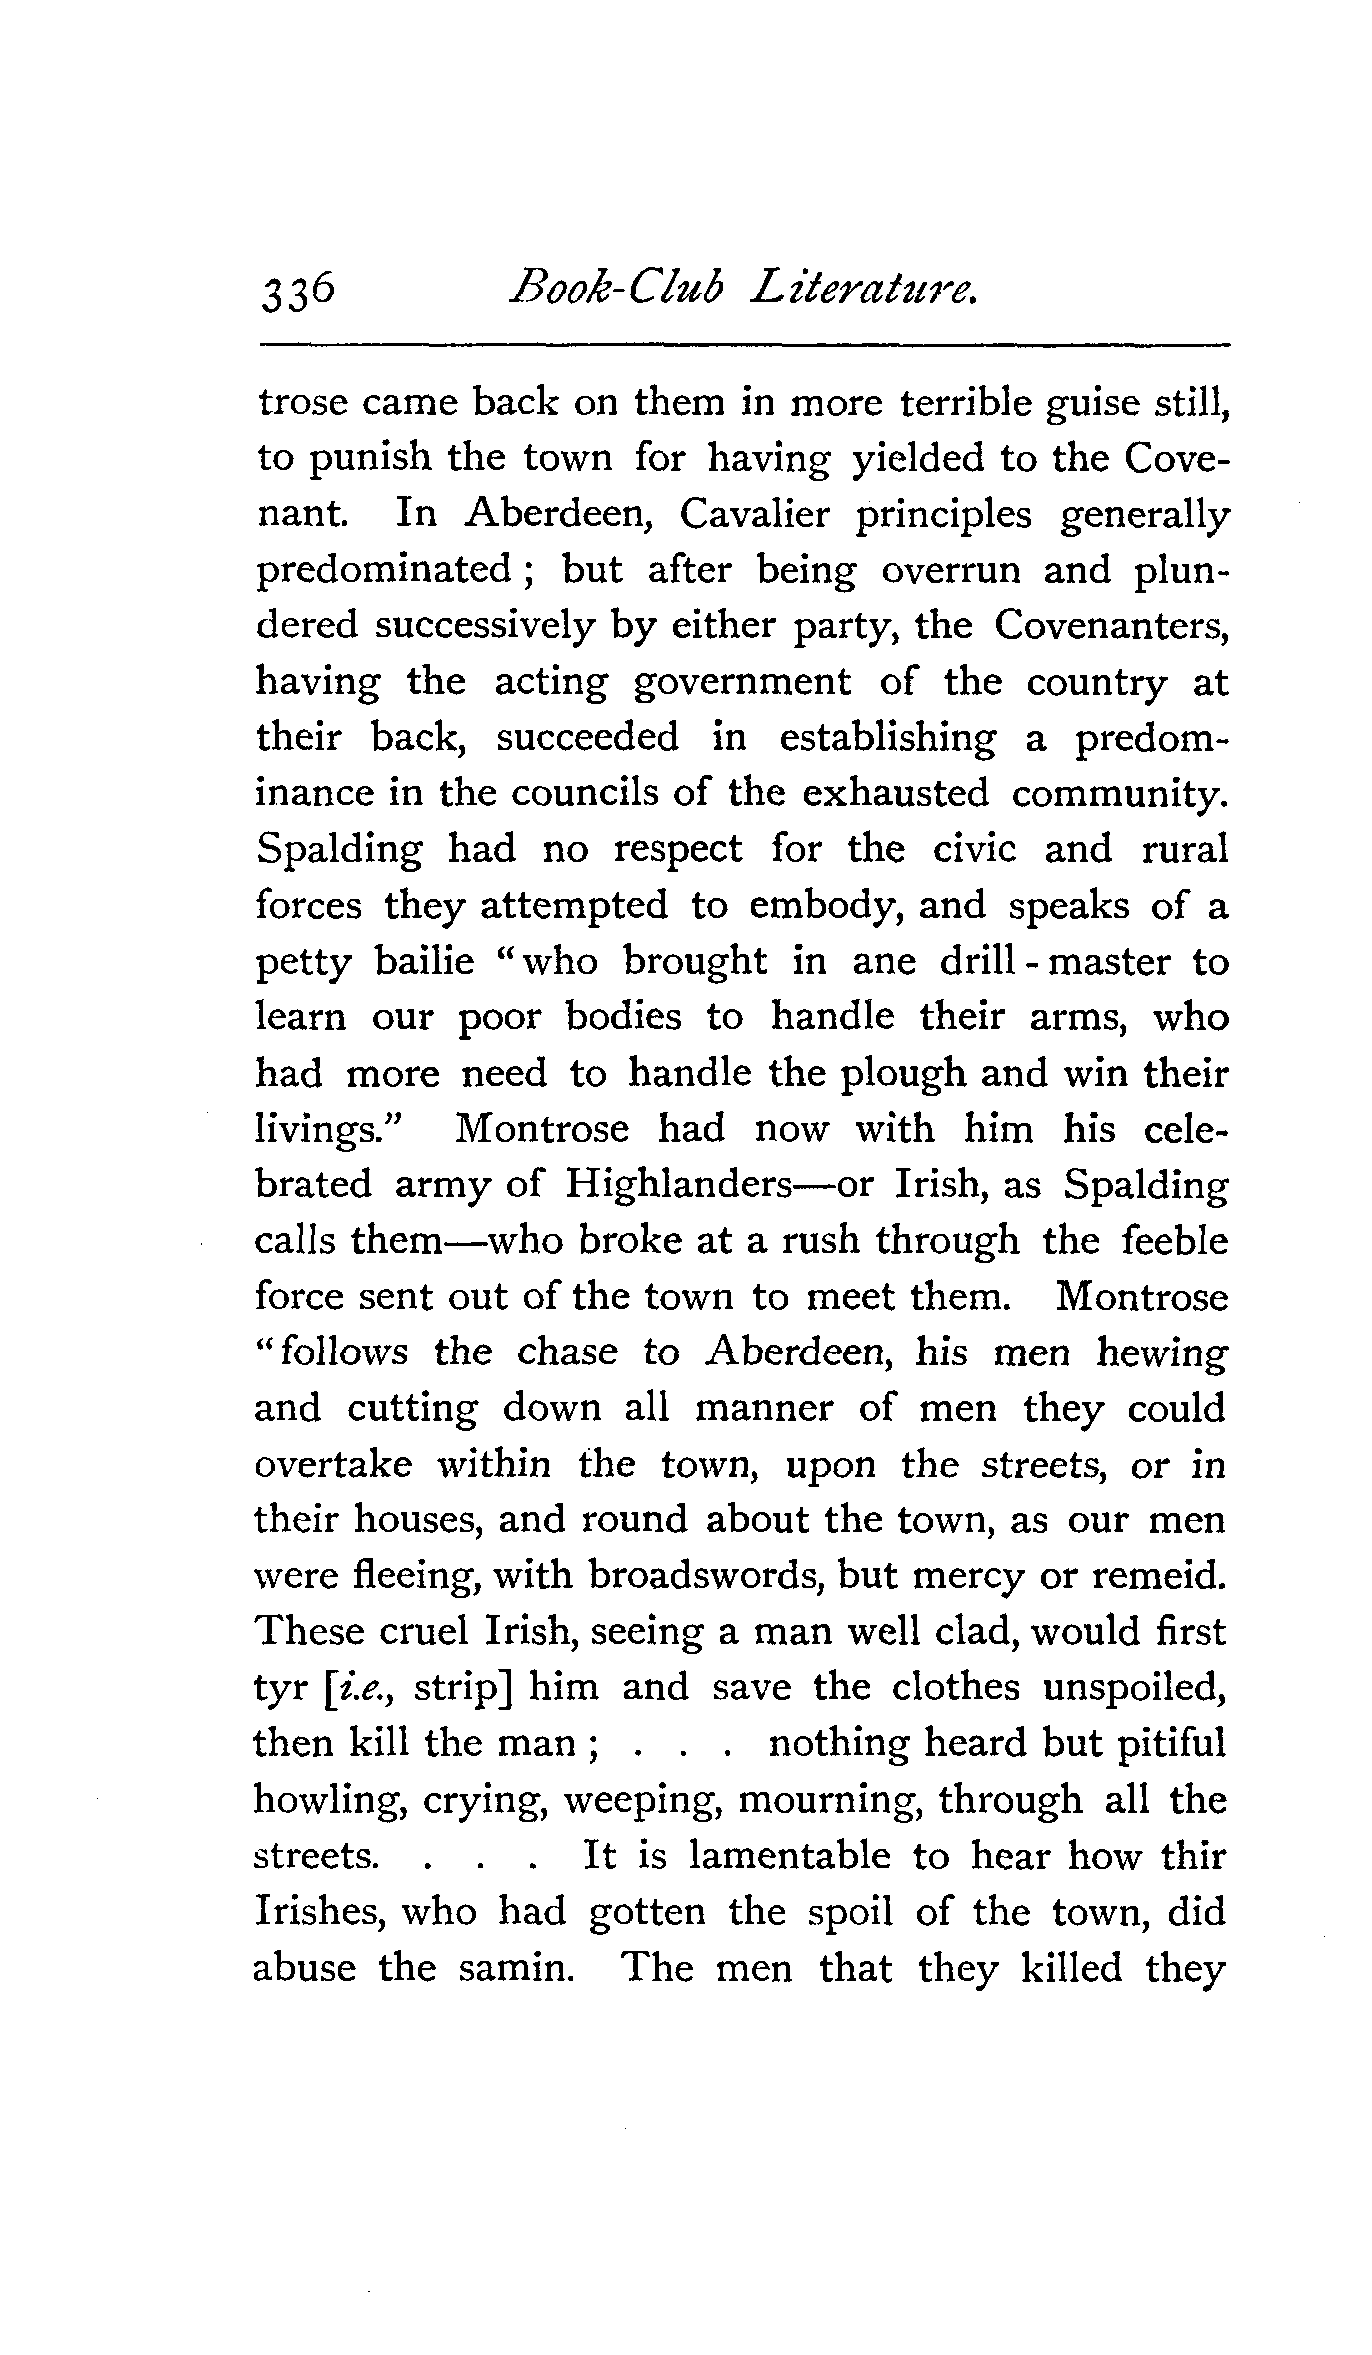 336 Book-Club Literature.
trose came back on them in more terrible guise still,
to punish the town for having yielded to the Cove-
nant. In Aberdeen, Cavalier principles generally
predominated ; but after being overrun and plun-
dered successively by either party, the Covenanters,
having the acting government of the country at
their back, succeeded in establishing a predom-
inance in the councils of the exhausted community.
Spalding had no respect for the civic and rural
forces they attempted to embody, and speaks of a
petty bailie “who brought in ane drill-master to
learn our poor bodies to handle their arms, who
had more need to handle the plough and win their
livings.” Montrose had now with him his cele-
brated army of Highlanders—or Irish, as Spalding
calls them—who broke at a rush through the feeble
force sent out of the town to meet them. Montrose
“follows the chase to Aberdeen, his men hewing
and cutting down all manner of men they could
overtake within the town, upon the streets, or in
their houses, and round about the town, as our men
were fleeing, with broadswords, but mercy or remeid.
These cruel Irish, seeing a man well clad, would first
tyr [i.e., strip] him and save the clothes unspoiled,
then kill the man ; . . . nothing heard but pitiful
howling, crying, weeping, mourning, through all the
streets. . . . It is lamentable to hear how thir
Irishes, who had gotten the spoil of the town, did
abuse the samin. The men that they killed they